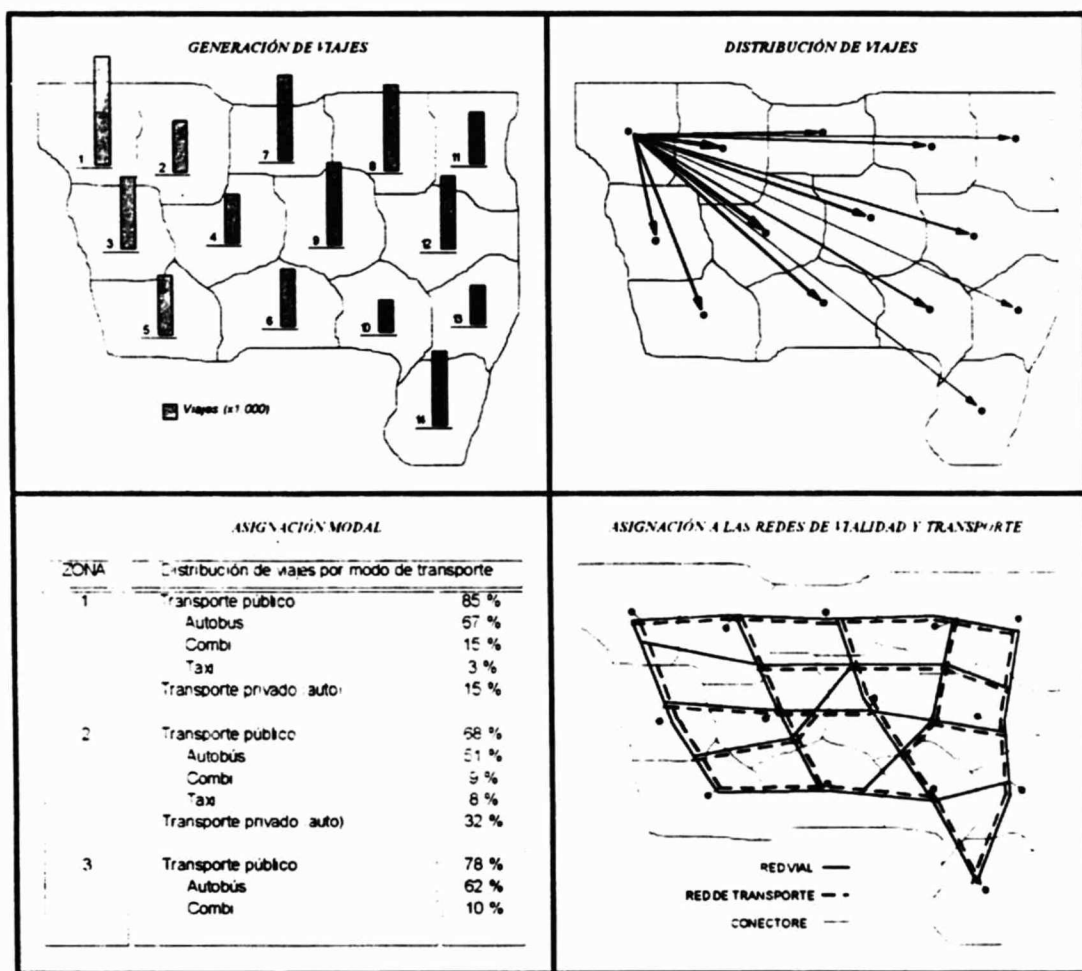 GENERACIÓN DE VIAJES
1
2
7
8
11
3
4
9
12
5
6
10
13
14
Viajes (x1 000)
DISTRIBUCIÓN DE VIAJES
ASIGNACIÓN MODAL
ZONA Distribución de viajes por modo de transporte
1 Transporte público 85 %
Autobus 67 %
Combi 15 %
Taxi 3 %
Transporte privado (auto) 15 %
2 Transporte público 68 %
Autobús 51 %
Combi 9 %
Taxi 8 %
Transporte privado (auto) 32 %
3 Transporte público 78 %
Autobús 62 %
Combi 10 %
ASIGNACIÓN A LAS REDES DE VIALIDAD Y TRANSPORTE
RED VIAL
RED DE TRANSPORTE
CONECTORE